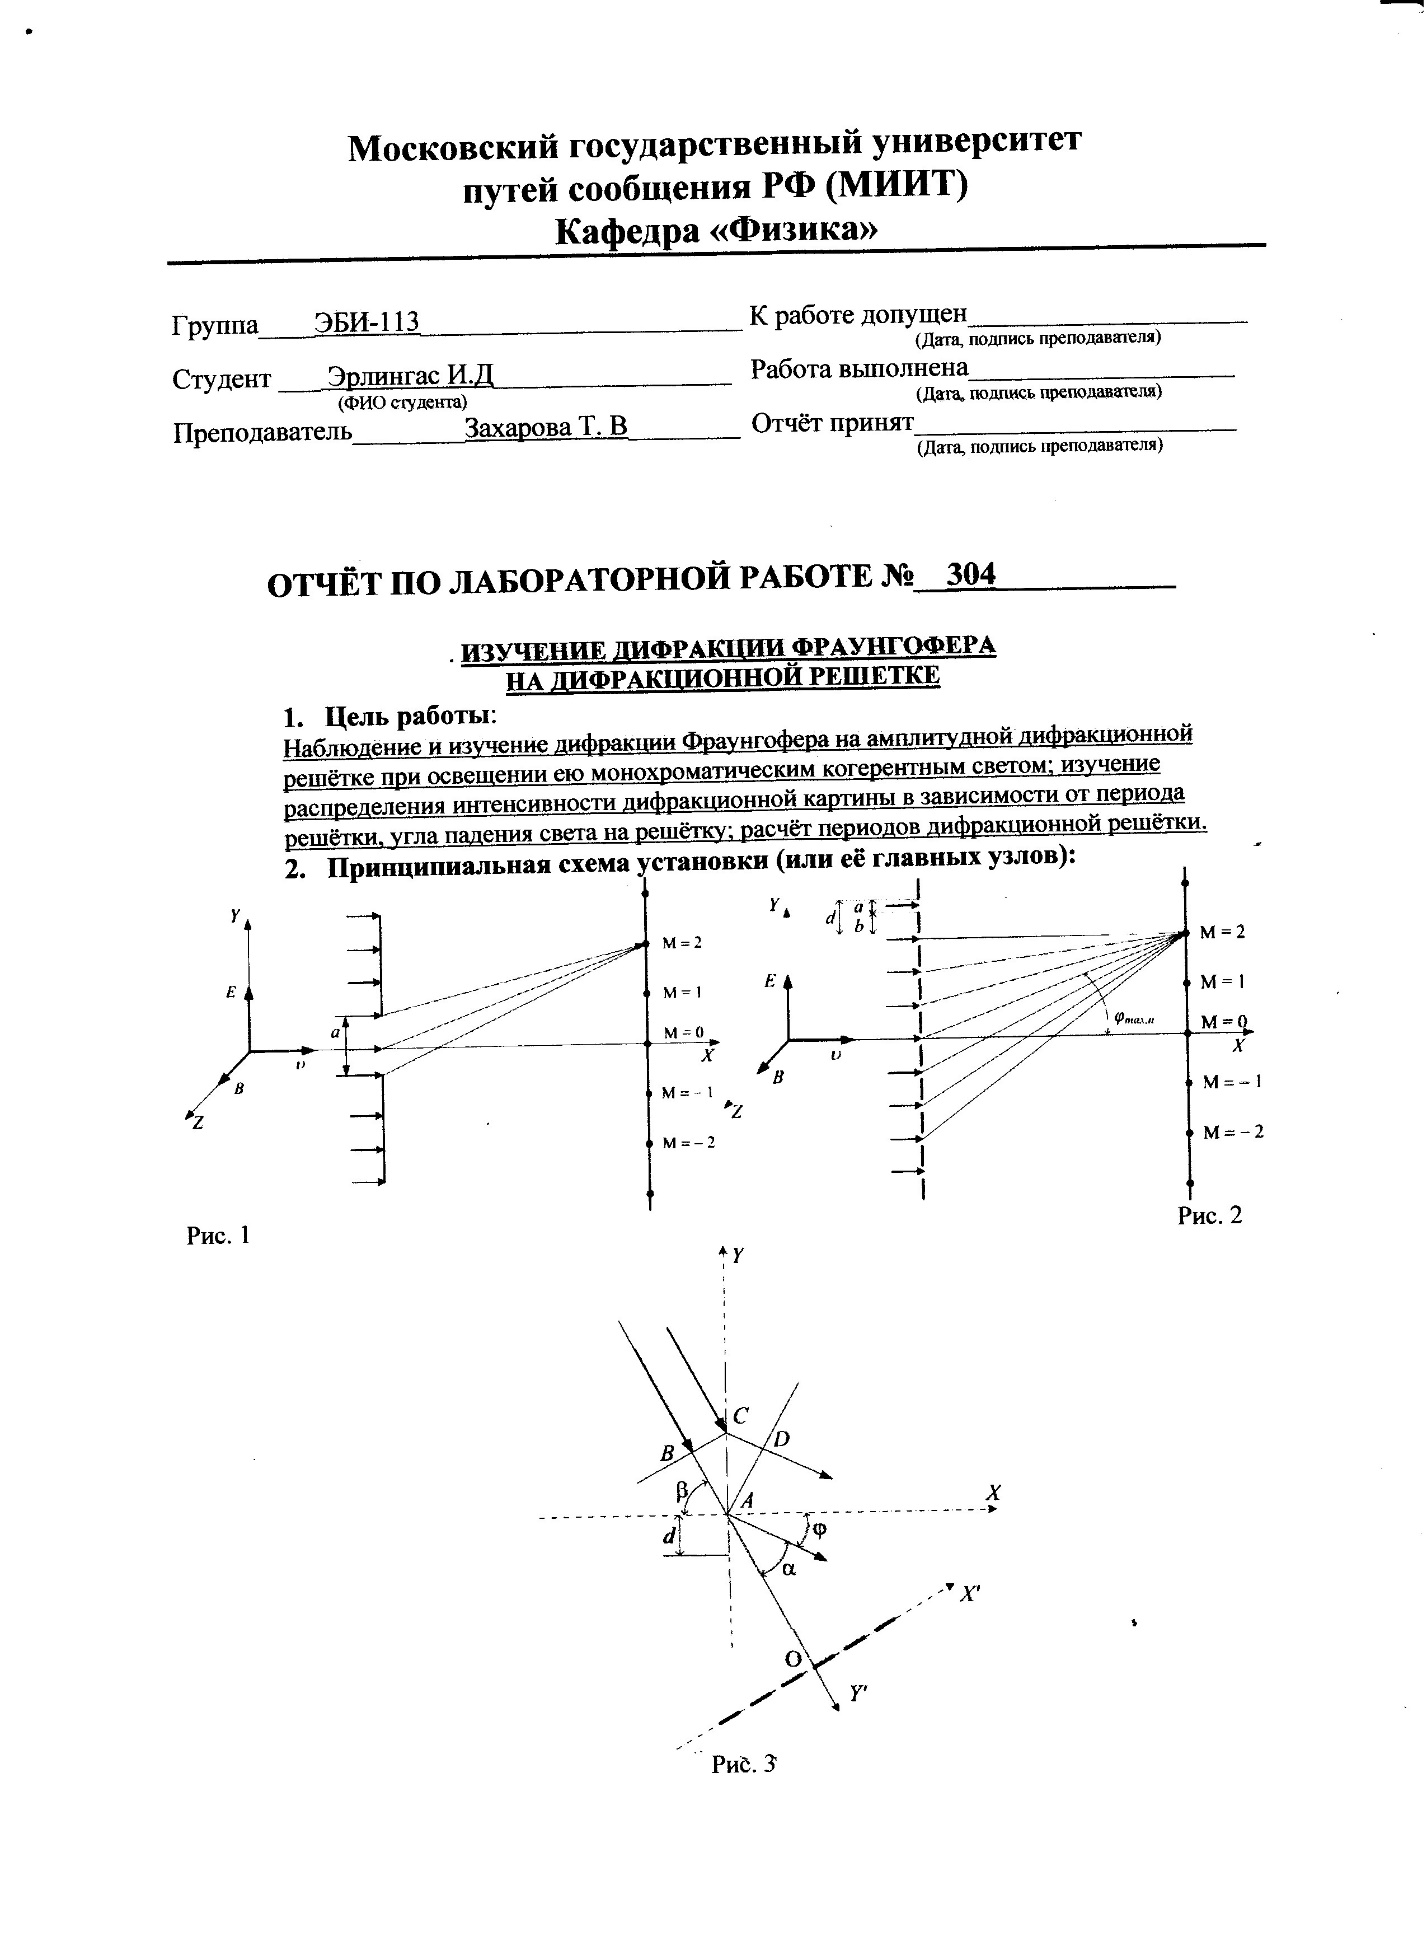 Московский государственный университет
путей сообщения РФ (МИИТ)
Кафедра «Физика»
Группа ЭБИ-113 К работе допущен
(Дата, подпись преподавателя)
Студент Эрлингас И.Д Работа выполнена
(ФИО студента) (Дата, подпись преподавателя)
Преподаватель Захарова Т. В Отчёт принят
(Дата, подпись преподавателя)
ОТЧЁТ ПО ЛАБОРАТОРНОЙ РАБОТЕ № 304
. ИЗУЧЕНИЕ ДИФРАКЦИИ ФРАУНГОФЕРА
НА ДИФРАКЦИОННОЙ РЕШЕТКЕ
1. Цель работы:
Наблюдение и изучение дифракции Фраунгофера на амплитудной дифракционной
решётке при освещении ею монохроматическим когерентным светом; изучение
распределения интенсивности дифракционной картины в зависимости от периода
решётки, угла падения света на решётку; расчёт периодов дифракционной решётки.
2. Принципиальная схема установки (или её главных узлов):
Y
E
B
Z
υ
a
M = 2
M = 1
M = 0
X
M = - 1
M = – 2
Рис. 1
Y
d
a
b
E
B
Z
υ
φmax.м
M = 2
M = 1
M = 0
X
M = – 1
M = – 2
Рис. 2
Y
C
D
B
β
A
X
d
φ
α
X'
O
Y'
Рис. 3